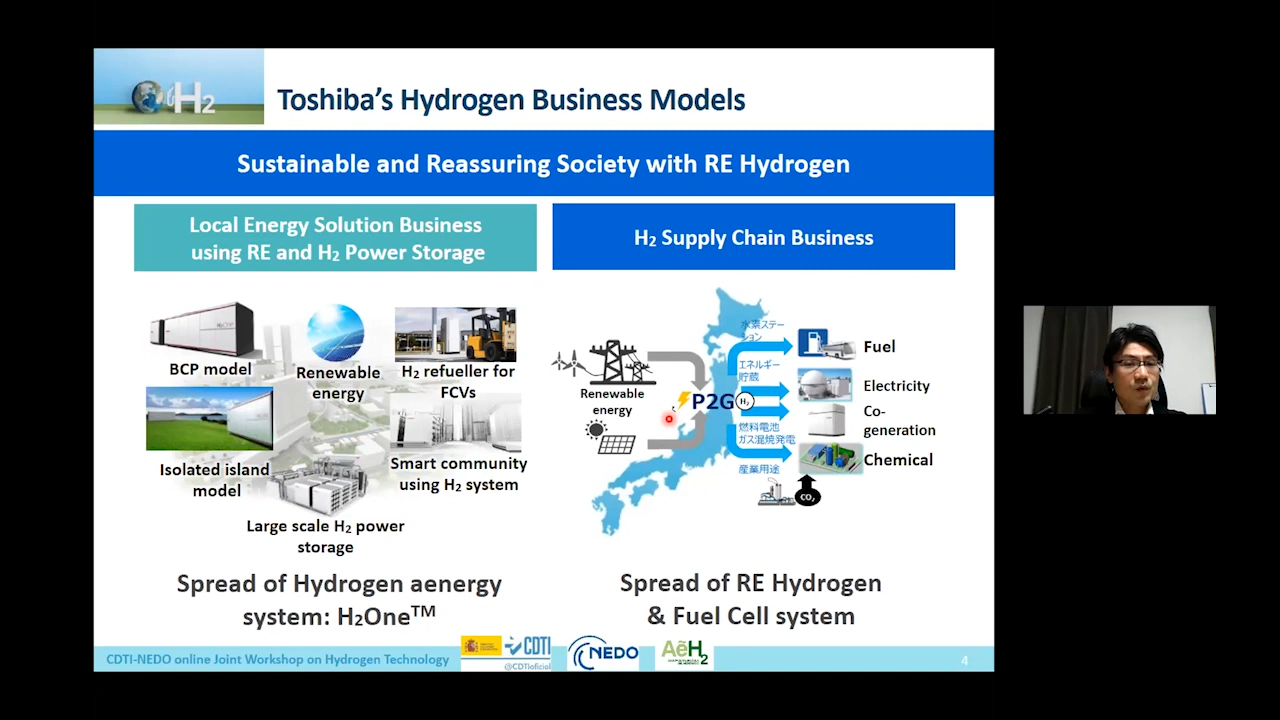 H2
Toshiba's Hydrogen Business Models
Sustainable and Reassuring Society with RE Hydrogen
Local Energy Solution Business
using RE and H2 Power Storage
H2 Supply Chain Business
BCP model
Renewable
energy
H2 refueller for
FCVs
Isolated island
model
Smart community
using H2 system
Large scale H2 power
storage
Spread of Hydrogen aenergy
system: H2One™
Renewable
energy
P2G
H2
水素ステー
ション
エネルギー
貯蔵
燃料電池
ガス混焼発電
産業用途
Fuel
Electricity
Co-
generation
Chemical
CO2
Spread of RE Hydrogen
& Fuel Cell system
CDTI-NEDO online Joint Workshop on Hydrogen Technology
CDTI
@CDTIoficial
NEDO
AeH2
4